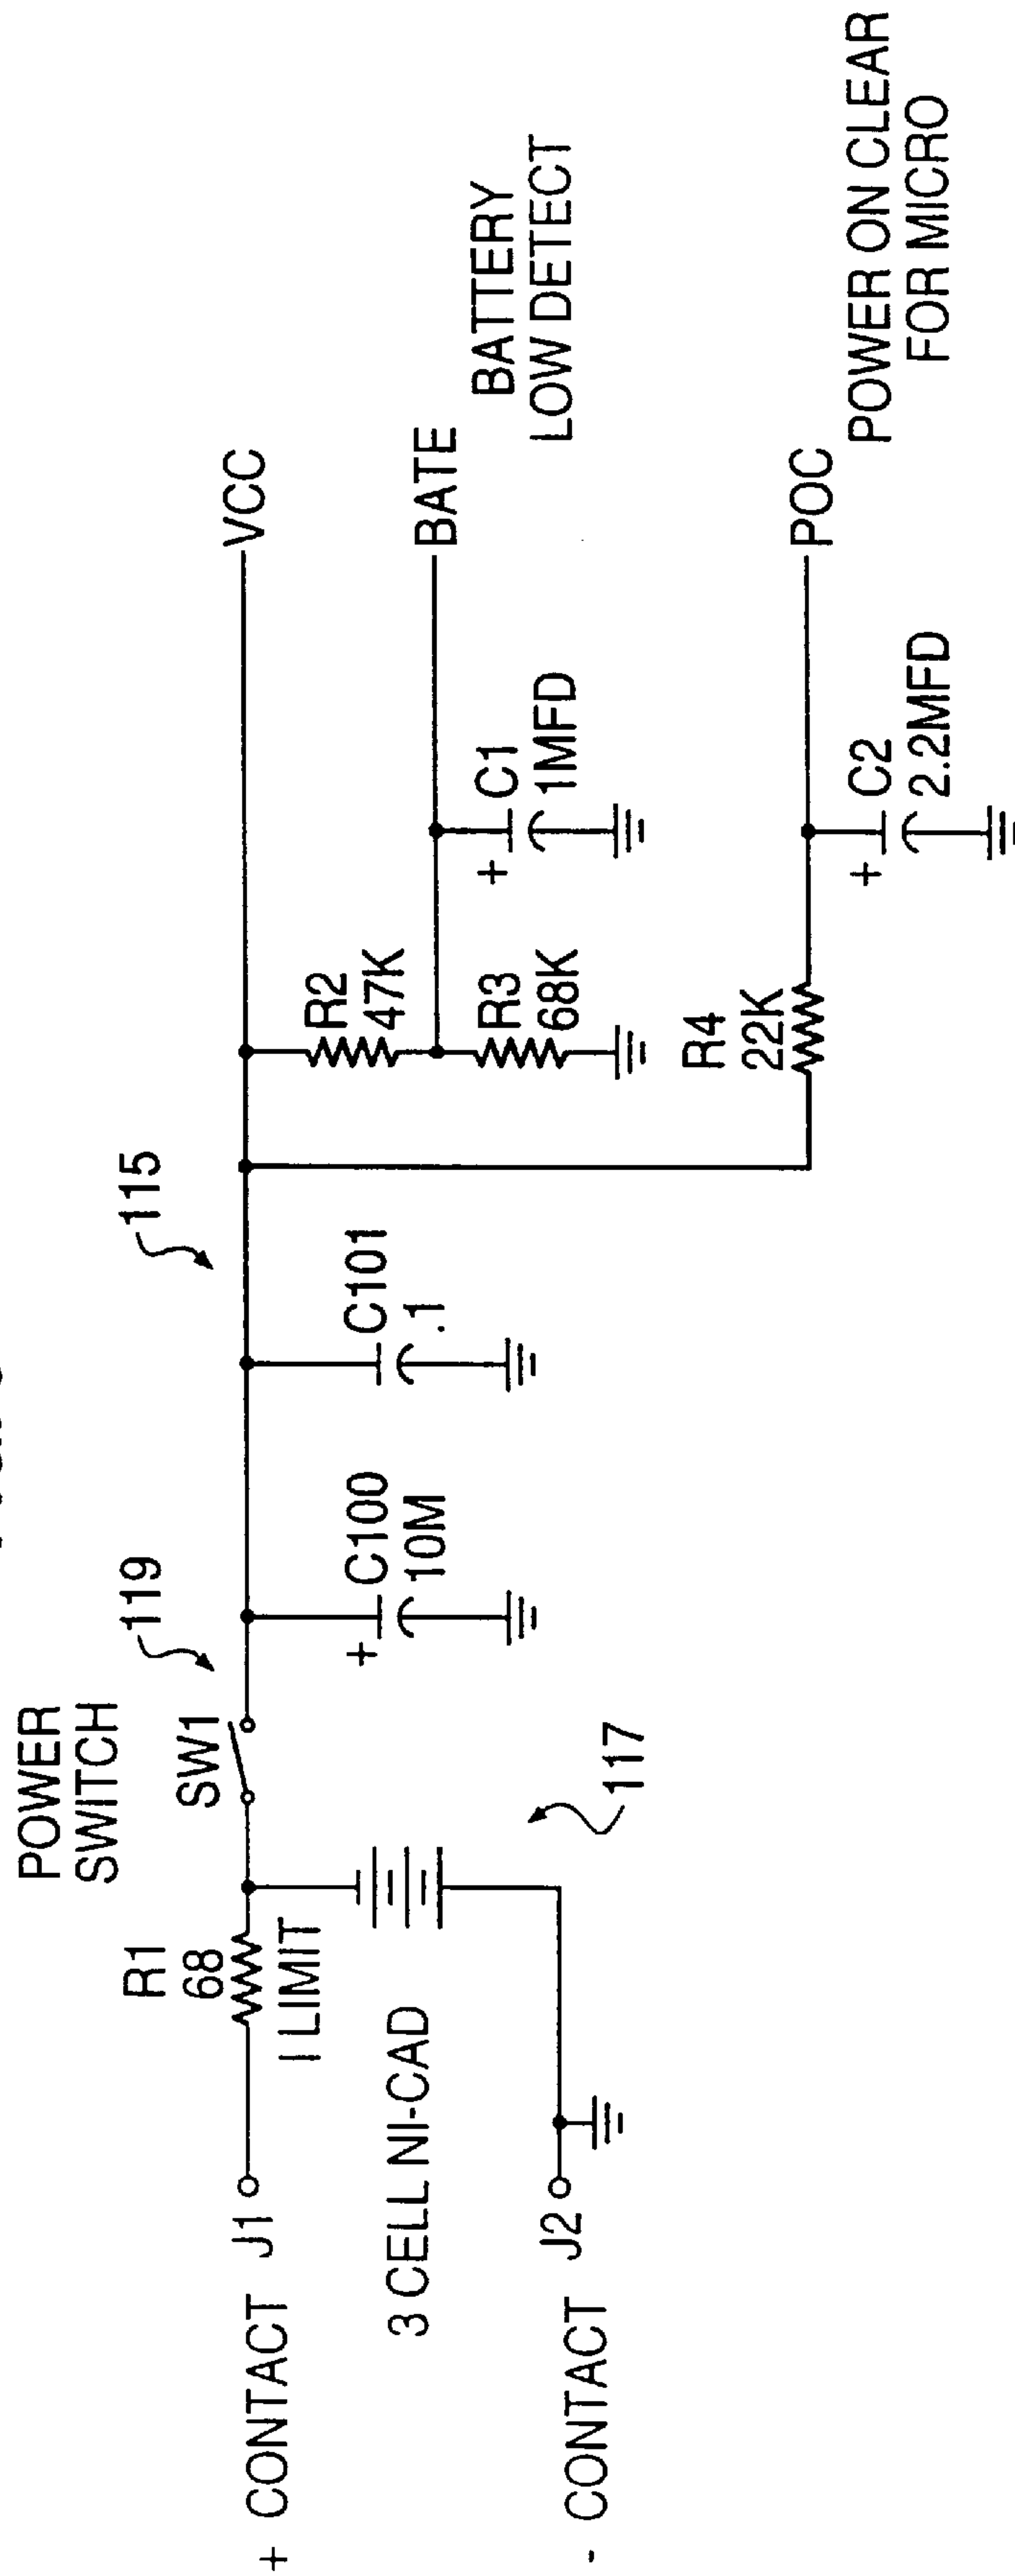 POWER
SWITCH
SW1
119
115
R1
68
I LIMIT
+ CONTACT J1
3 CELL NI-CAD
- CONTACT J2
117
C100
10M
+
C101
.1
VCC
R2
47K
R3
68K
BATE
BATTERY
LOW DETECT
C1
1MFD
+
R4
22K
POC
POWER ON CLEAR
FOR MICRO
C2
2.2MFD
+